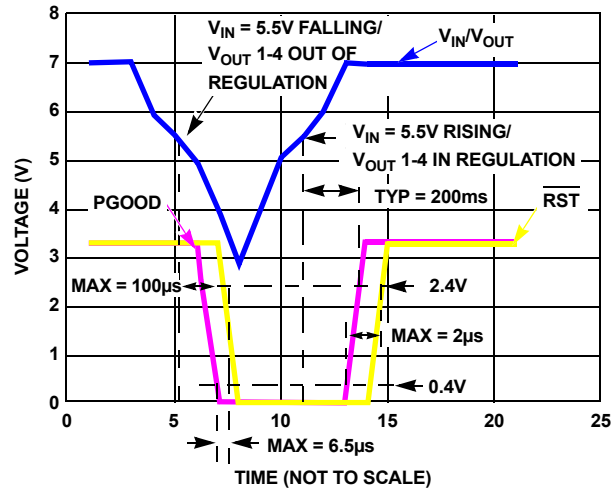 8
7
6
5
4
3
2
1
0
VOLTAGE (V)
V_IN = 5.5V FALLING/
V_OUT 1-4 OUT OF
REGULATION
V_IN/V_OUT
V_IN = 5.5V RISING/
V_OUT 1-4 IN REGULATION
TYP = 200ms
PGOOD
RST
MAX = 100µs
2.4V
MAX = 2µs
0.4V
MAX = 6.5µs
0
5
10
15
20
25
TIME (NOT TO SCALE)